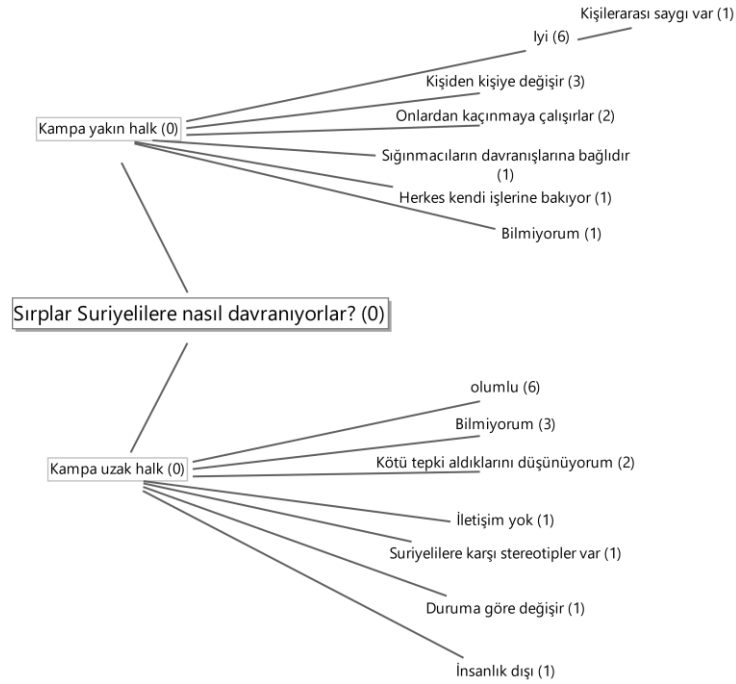 Kişilerarası saygı var (1)
Iyi (6)
Kişiden kişiye değişir (3)
Onlardan kaçınmaya çalışırlar (2)
Kampa yakın halk (0)
Sığınmacıların davranışlarına bağlıdır
(1)
Herkes kendi işlerine bakıyor (1)
Bilmiyorum (1)
Sırplar Suriyelilere nasıl davranıyorlar? (0)
olumlu (6)
Bilmiyorum (3)
Kötü tepki aldıklarını düşünüyorum (2)
Kampa uzak halk (0)
İletişim yok (1)
Suriyelilere karşı stereotipler var (1)
Duruma göre değişir (1)
İnsanlık dışı (1)